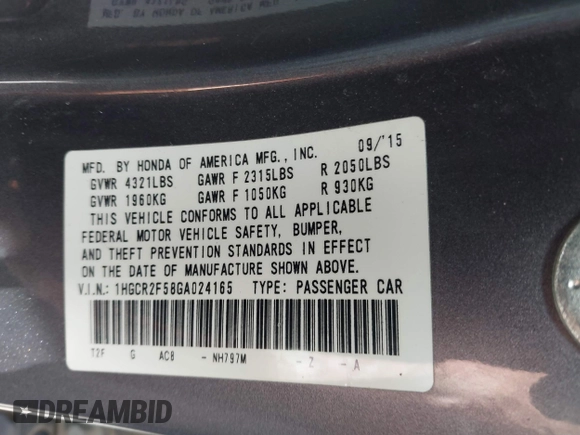 MFD. BY HONDA OF AMERICA MFG., INC. 09/'15
GVWR 4321LBS GAWR F 2315LBS R 2050LBS
GVWR 1960KG GAWR F 1050KG R 930KG
THIS VEHICLE CONFORMS TO ALL APPLICABLE
FEDERAL MOTOR VEHICLE SAFETY, BUMPER,
AND THEFT PREVENTION STANDARDS IN EFFECT
ON THE DATE OF MANUFACTURE SHOWN ABOVE.
V.I.N.: 1HGCR2F58GA024165 TYPE: PASSENGER CAR
T2F G AC8 -NH797M -Z -A
DREAMBID